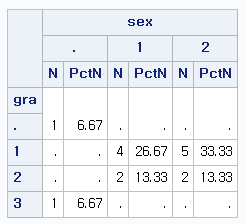 sex
. 1 2
N PctN N PctN N PctN
gra
. 1 6.67 . . . .
1 . . 4 26.67 5 33.33
2 . . 2 13.33 2 13.33
3 1 6.67 . . . .